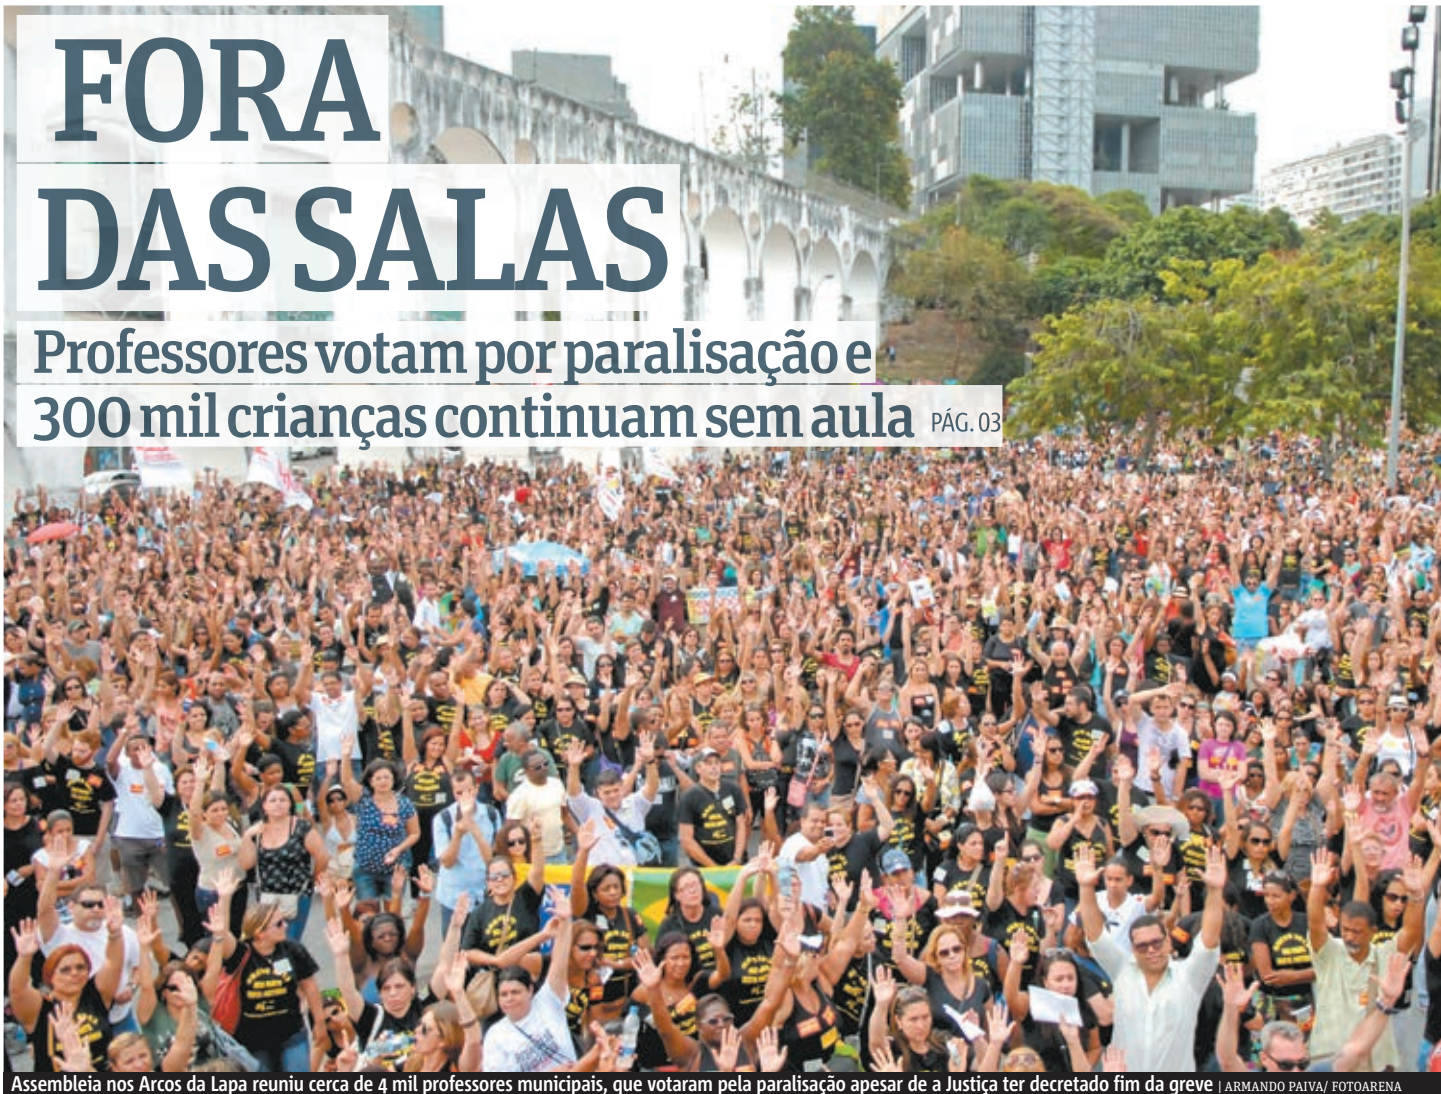 FORA
DAS SALAS
Professores votam por paralisação e
300 mil crianças continuam sem aula PÁG. 03
Assembleia nos Arcos da Lapa reuniu cerca de 4 mil professores municipais, que votaram pela paralisação apesar de a Justiça ter decretado fim da greve | ARMANDO PAIVA/ FOTOARENA